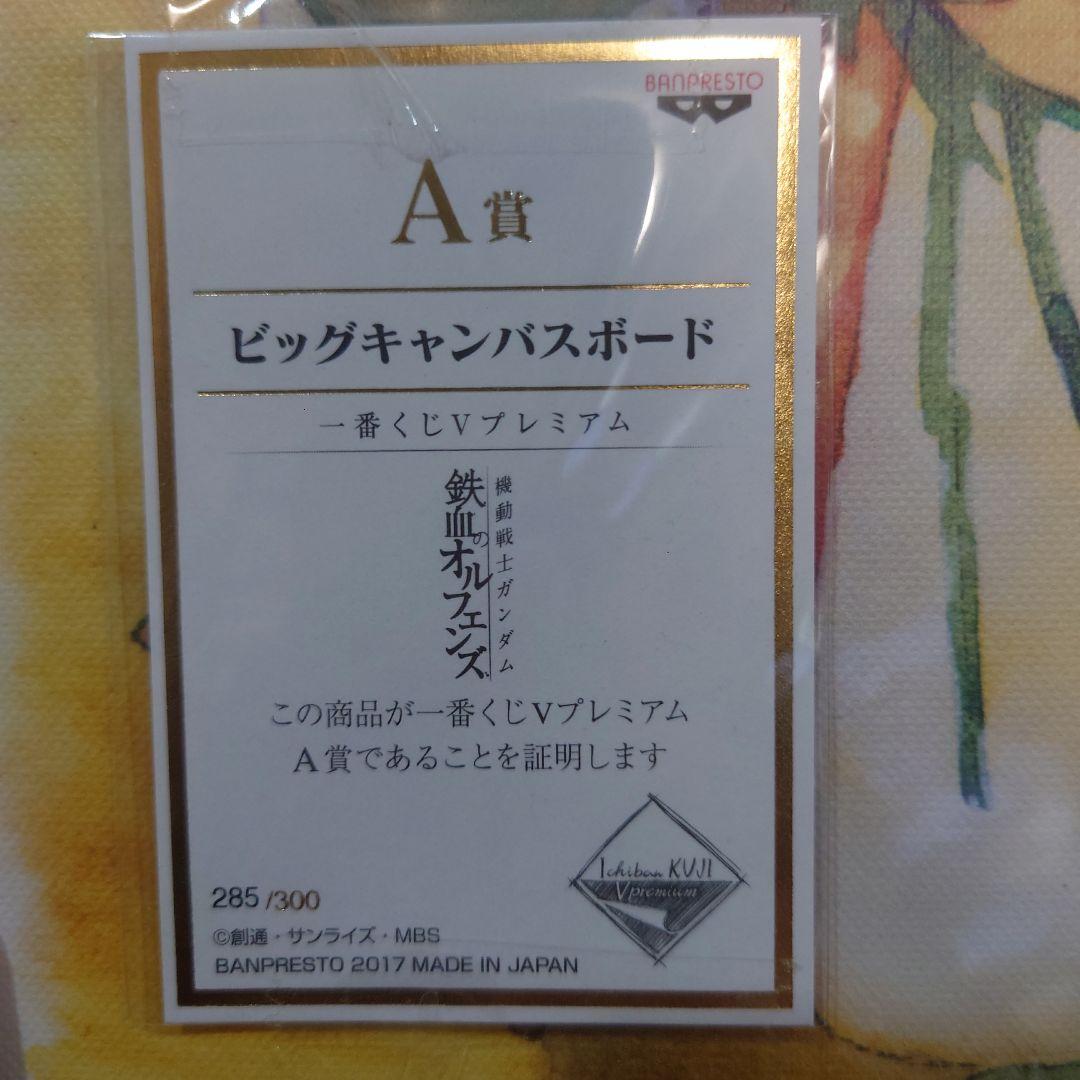 BANPRESTO
A賞
ビッグキャンバスボード
一番くじVプレミアム
機動戦士ガンダム
鉄血のオルフェンズ
この商品が一番くじVプレミアム
A賞であることを証明します
Ichiban KUJI
V premium
285/300
©創通・サンライズ・MBS
BANPRESTO 2017 MADE IN JAPAN